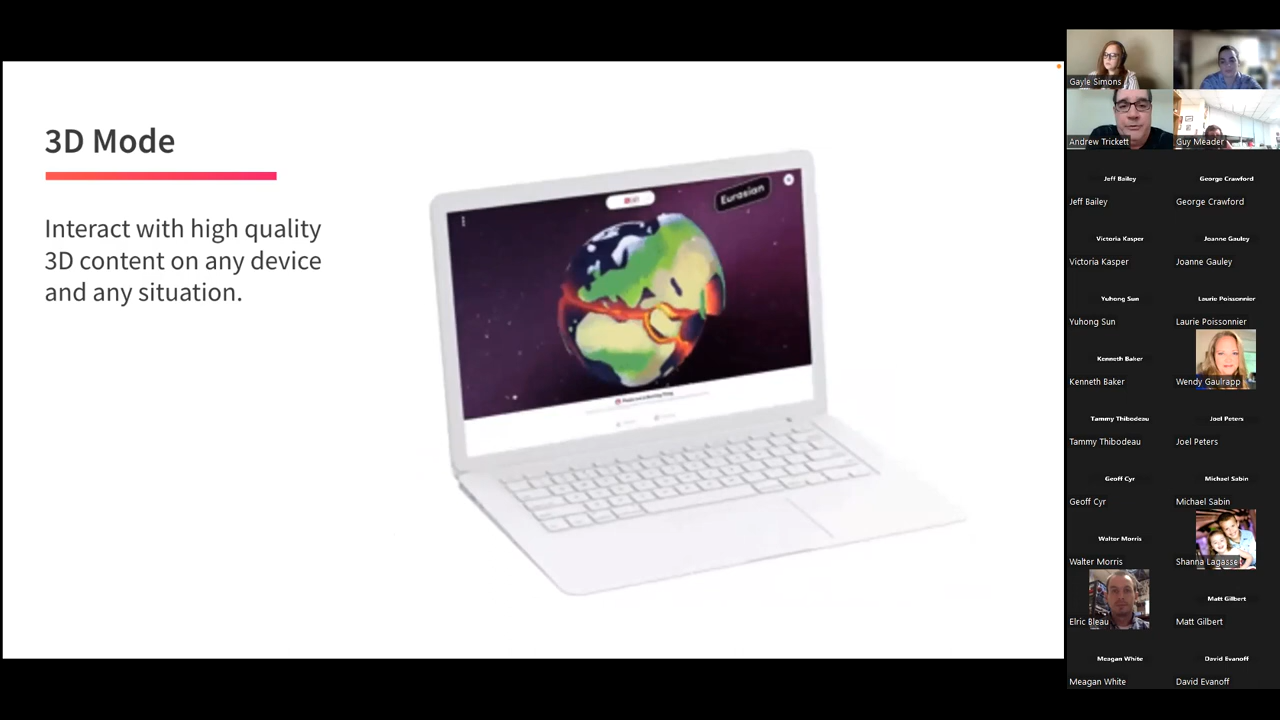 3D Mode
Interact with high quality
3D content on any device
and any situation.
Eurasian
Gayle Simons
Andrew Trickett
Guy Meader
Jeff Bailey
George Crawford
Jeff Bailey
George Crawford
Victoria Kasper
Joanne Gauley
Victoria Kasper
Joanne Gauley
Yuhong Sun
Laurie Poissonnier
Yuhong Sun
Laurie Poissonnier
Kenneth Baker
Kenneth Baker
Wendy Gaulrapp
Tammy Thibodeau
Joel Peters
Tammy Thibodeau
Joel Peters
Geoff Cyr
Michael Sabin
Geoff Cyr
Michael Sabin
Walter Morris
Walter Morris
Shanna Lagasse
Matt Gilbert
Elric Bleau
Matt Gilbert
Meagan White
David Evanoff
Meagan White
David Evanoff